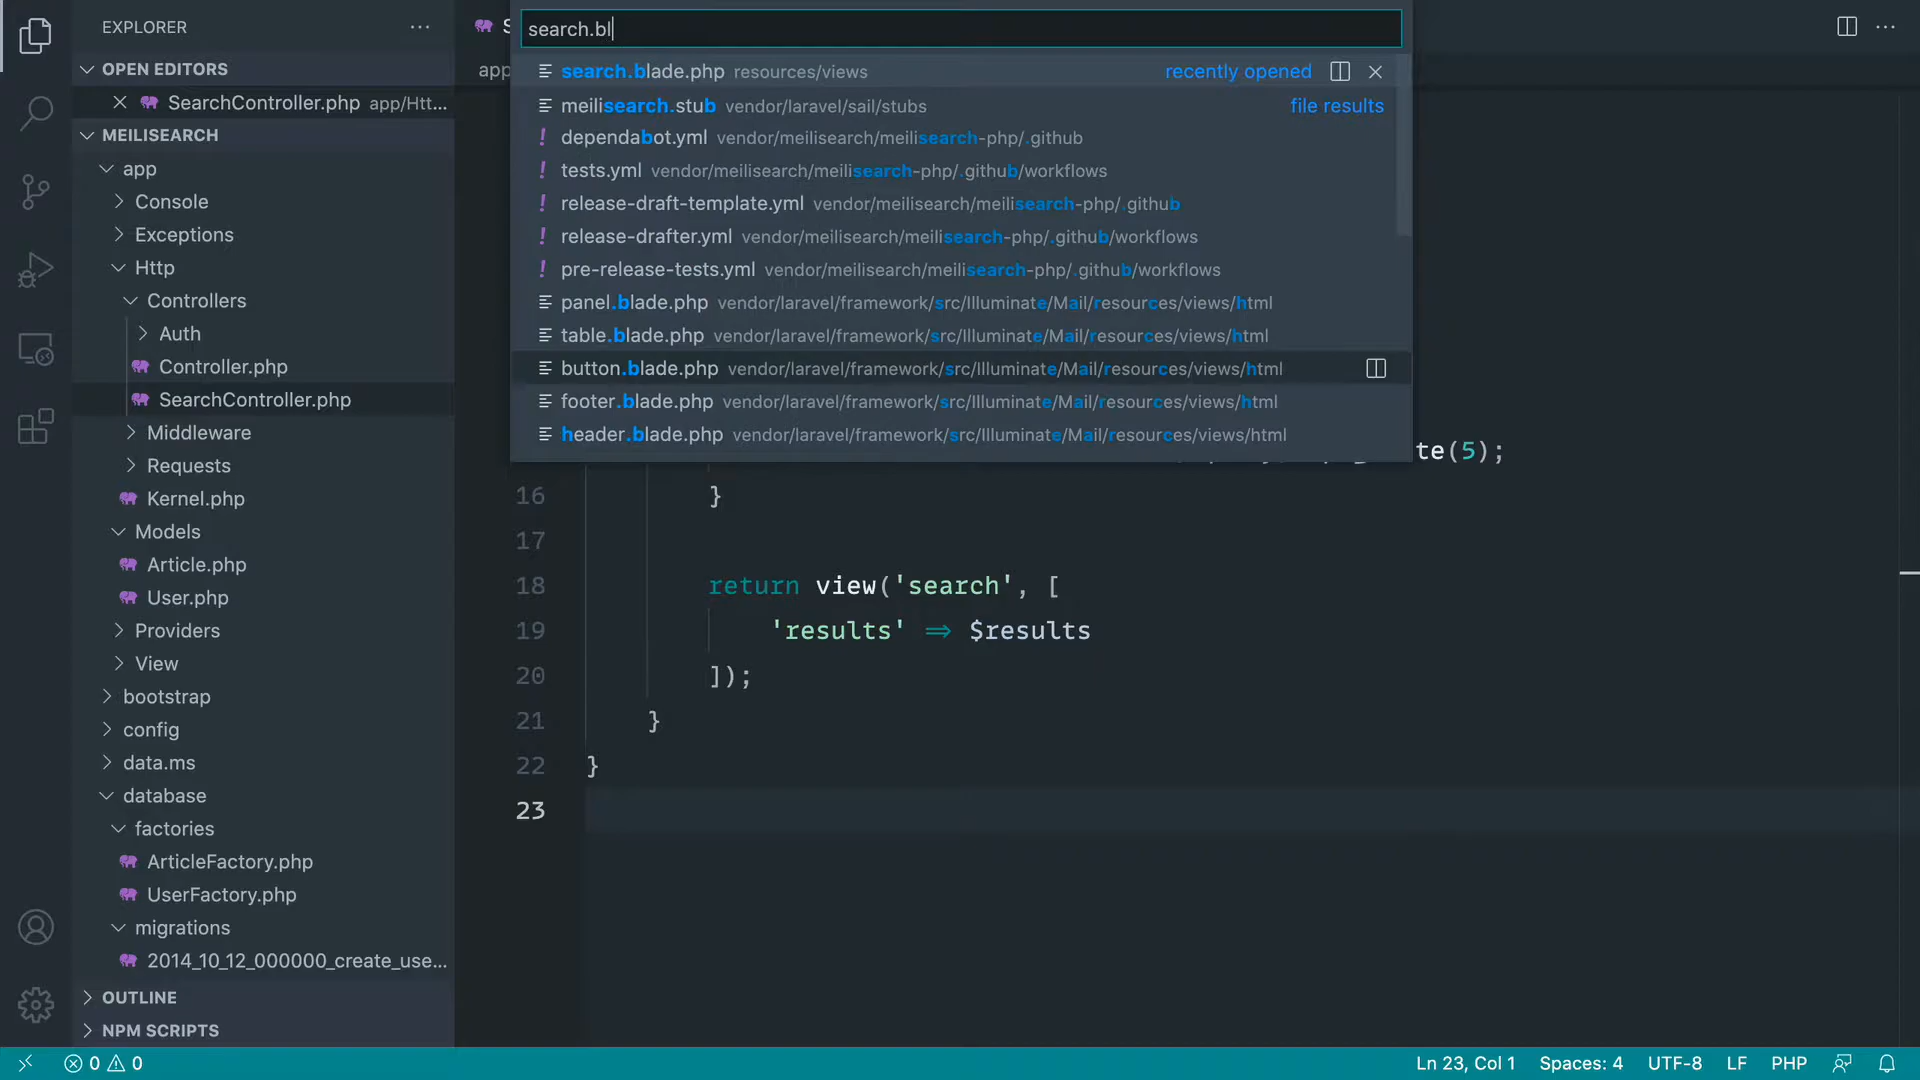 EXPLORER
search.bl
OPEN EDITORS
SearchController.php app/Htt...
MEILISEARCH
app
Console
Exceptions
Http
Controllers
Auth
Controller.php
SearchController.php
Middleware
Requests
Kernel.php
Models
Article.php
User.php
Providers
View
bootstrap
config
data.ms
database
factories
ArticleFactory.php
UserFactory.php
migrations
2014_10_12_000000_create_use...
OUTLINE
NPM SCRIPTS
S
app
search.blade.php resources/views recently opened
meilisearch.stub vendor/laravel/sail/stubs file results
dependabot.yml vendor/meilisearch/meilisearch-php/.github
tests.yml vendor/meilisearch/meilisearch-php/.github/workflows
release-draft-template.yml vendor/meilisearch/meilisearch-php/.github
release-drafter.yml vendor/meilisearch/meilisearch-php/.github/workflows
pre-release-tests.yml vendor/meilisearch/meilisearch-php/.github/workflows
panel.blade.php vendor/laravel/framework/src/Illuminate/Mail/resources/views/html
table.blade.php vendor/laravel/framework/src/Illuminate/Mail/resources/views/html
button.blade.php vendor/laravel/framework/src/Illuminate/Mail/resources/views/html
footer.blade.php vendor/laravel/framework/src/Illuminate/Mail/resources/views/html
header.blade.php vendor/laravel/framework/src/Illuminate/Mail/resources/views/html
te(5);
16 }
17
18 return view('search', [
19 'results' => $results
20 ]);
21 }
22 }
23
0 0
Ln 23, Col 1 Spaces: 4 UTF-8 LF PHP